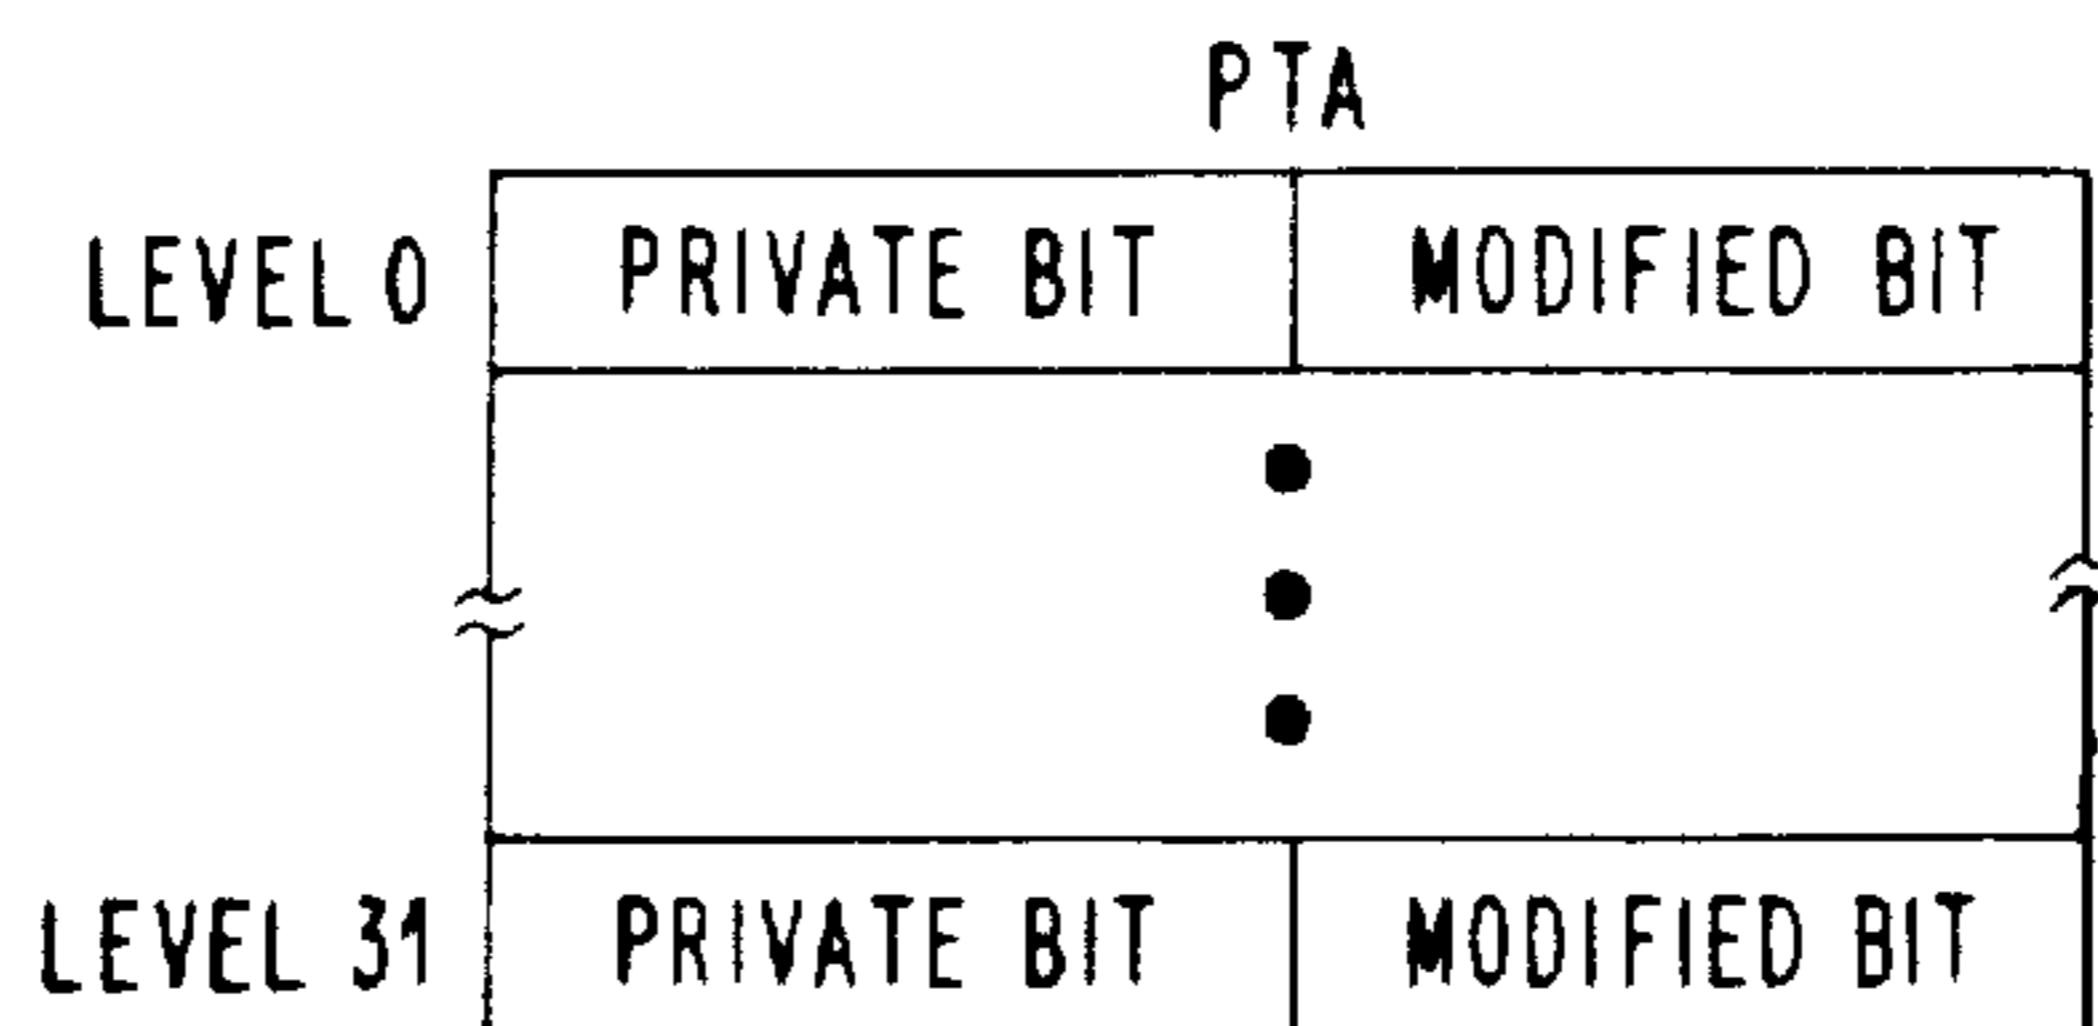 PTA
LEVEL 0 PRIVATE BIT MODIFIED BIT
LEVEL 31 PRIVATE BIT MODIFIED BIT